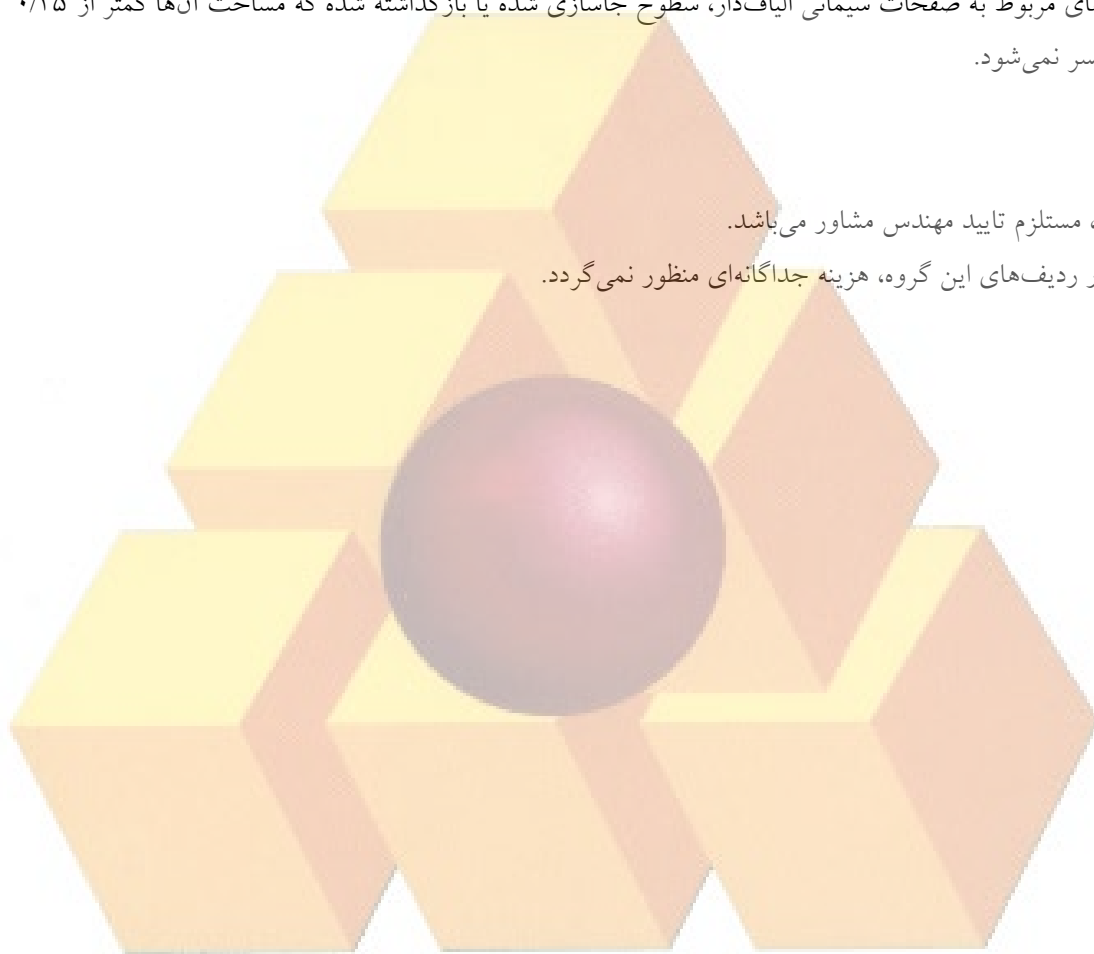 ای مربوط به صفحات سیمانی الیاف‌دار، سطوح جاسازی شده یا بازگذاشته شده که مساحت آن‌ها کمتر از ۰/۲۵
سر نمی‌شود.
، مستلزم تایید مهندس مشاور می‌باشد.
ر ردیف‌های این گروه، هزینه جداگانه‌ای منظور نمی‌گردد.